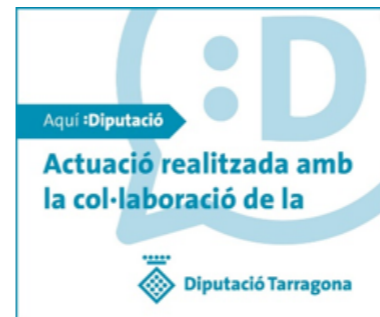 :D
Aquí :Diputació
Actuació realitzada amb
la col·laboració de la
Diputació Tarragona